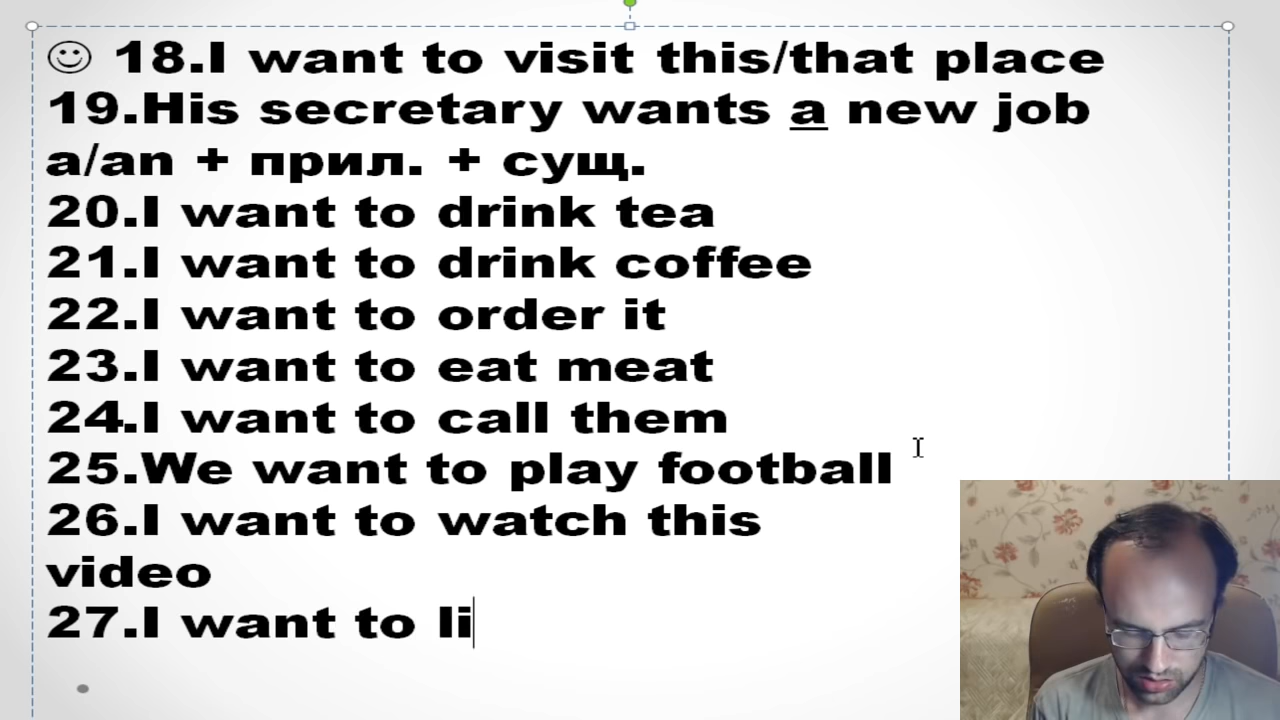 ☺ 18.I want to visit this/that place
19.His secretary wants a new job
a/an + прил. + сущ.
20.I want to drink tea
21.I want to drink coffee
22.I want to order it
23.I want to eat meat
24.I want to call them
25.We want to play football
26.I want to watch this
video
27.I want to li